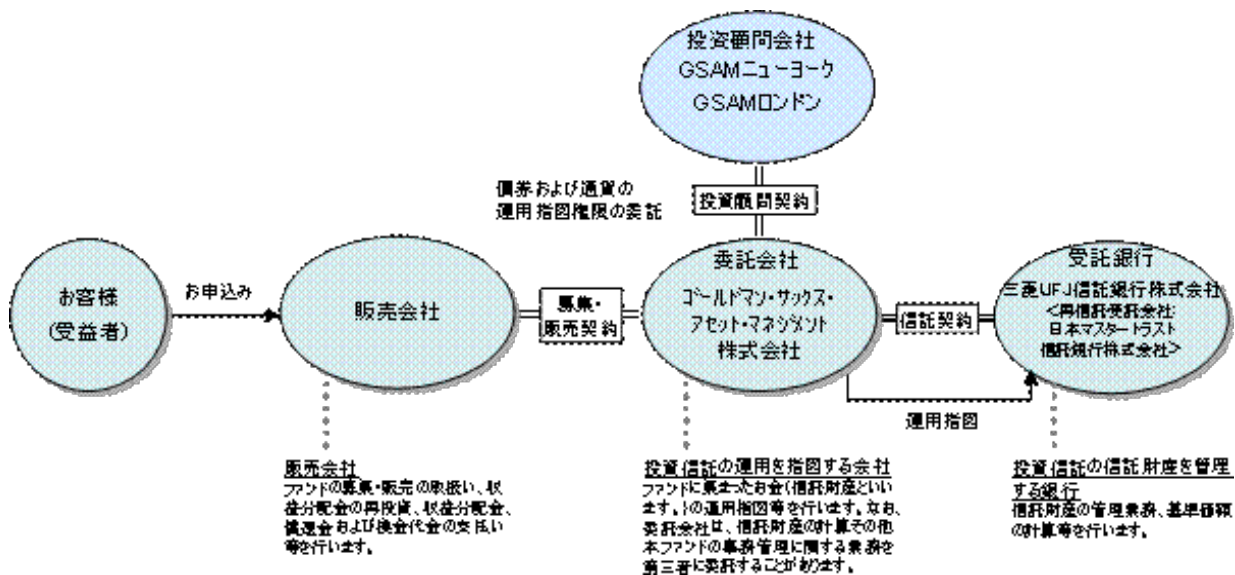 投資顧問会社
GSAMニューヨーク
GSAMロンドン
債券および通貨の
運用指図権限の委託
投資顧問契約
お客様
(受益者)
お申込み
販売会社
募集・
販売契約
委託会社
ゴールドマン・サックス・
アセット・マネジメント
株式会社
信託契約
受託銀行
三菱UFJ信託銀行株式会社
<再信託受託会社:
日本マスタートラスト
信託銀行株式会社>
運用指図
販売会社
ファンドの募集・販売の取扱い、収
益分配金の再投資、収益分配金、
償還金および換金代金の支払い
等を行います。
投資信託の運用を指図する会社
ファンドに集まったお金(信託財産といい
ます。)の運用指図等を行います。なお、
委託会社は、信託財産の計算その他
本ファンドの事務管理に関する業務を
第三者に委託することがあります。
投資信託の信託財産を管理
する銀行
信託財産の管理業務、基準価額
の計算等を行います。